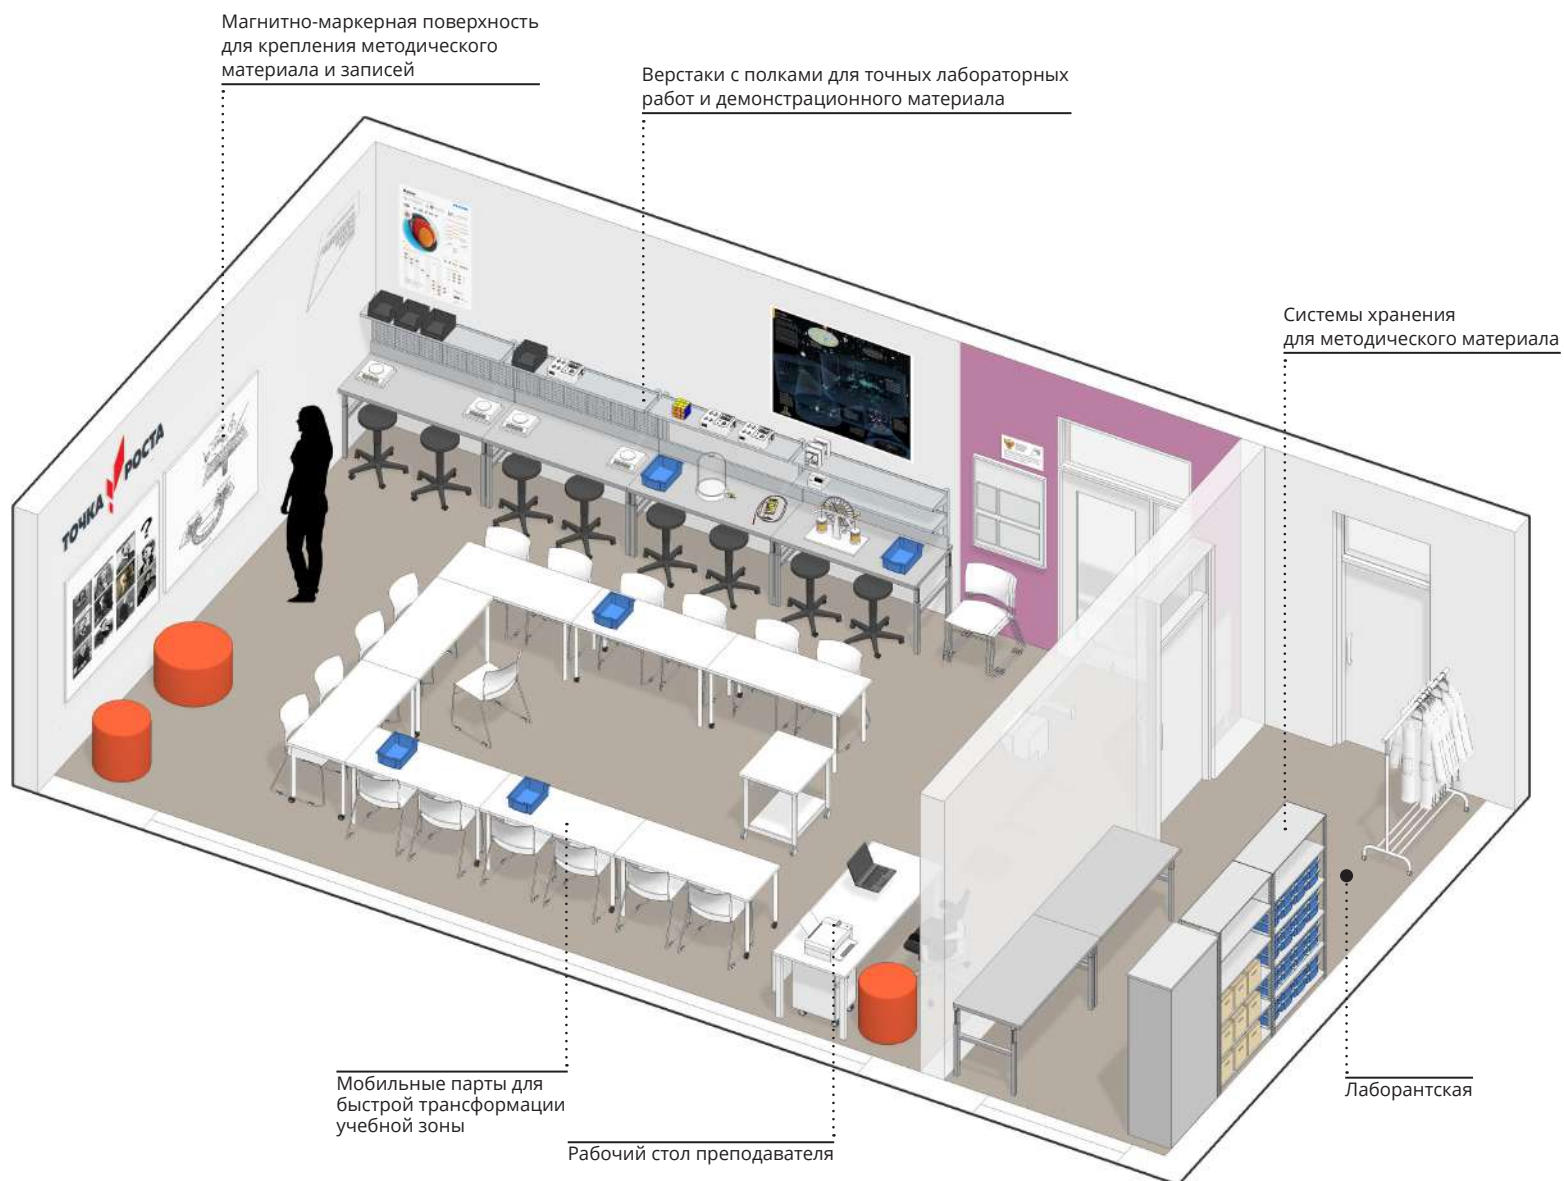 Магнитно-маркерная поверхность
для крепления методического
материала и записей
Верстаки с полками для точных лабораторных
работ и демонстрационного материала
Системы хранения
для методического материала
ТОЧКА РОСТА
?
Мобильные парты для
быстрой трансформации
учебной зоны
Рабочий стол преподавателя
Лаборантская